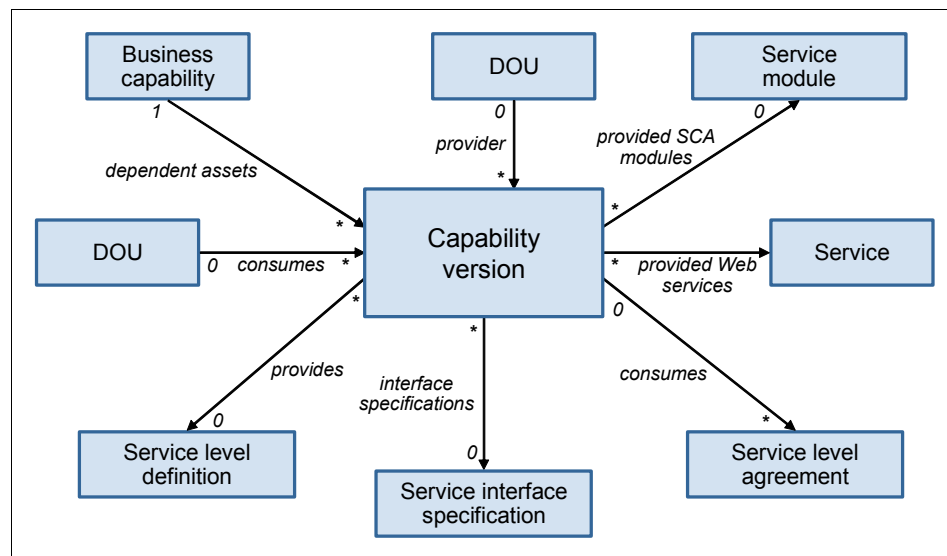 Business
capability
DOU
Service
module
1
0
0
provider
provided SCA
modules
dependent assets
*
*
*
DOU
Capability
version
Service
0
consumes
*
*
provided Web
services
*
*
0
provides
interface
specifications
consumes
0
0
*
Service level
definition
Service interface
specification
Service level
agreement